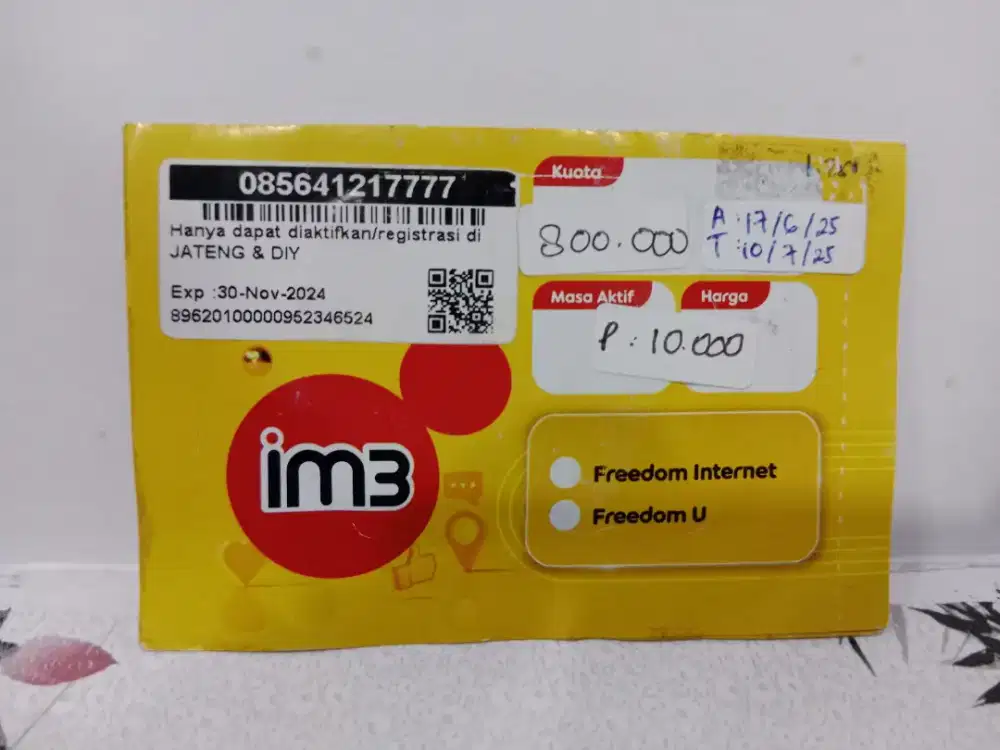 085641217777
Hanya dapat diaktifkan/registrasi di
JATENG & DIY
Exp :30-Nov-2024
89620100000952346524
Kuota
800.000
A : 17/6/25
T : 10/7/25
Masa Aktif
Harga
P : 10.000
im3
Freedom Internet
Freedom U